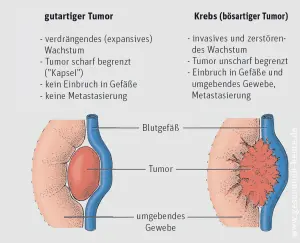 gutartiger Tumor
- verdrängendes (expansives)
Wachstum
- Tumor scharf begrenzt
("Kapsel")
- kein Einbruch in Gefäße
- keine Metastasierung
Krebs (bösartiger Tumor)
- invasives und zerstören-
des Wachstum
- Tumor unscharf begrenzt
- Einbruch in Gefäße und
umgebendes Gewebe,
Metastasierung
Blutgefäß
Tumor
umgebendes
Gewebe